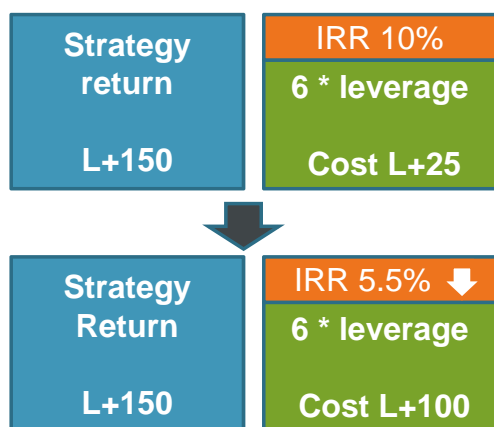 Strategy
return
L+150
IRR 10%
6 * leverage
Cost L+25
Strategy
Return
L+150
IRR 5.5%
6 * leverage
Cost L+100